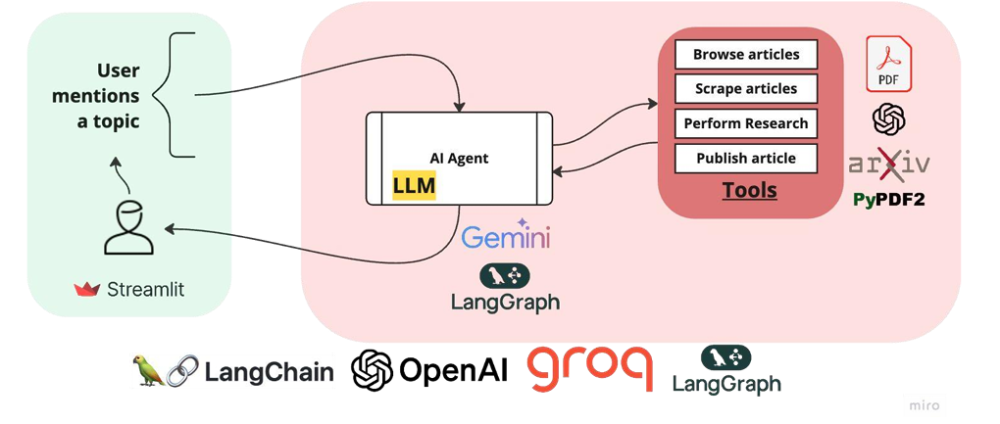 User
mentions
a topic
Streamlit
AI Agent
LLM
Gemini
LangGraph
Browse articles
Scrape articles
Perform Research
Publish article
Tools
PDF
arXiv
PyPDF2
LangChain
OpenAI
groq
LangGraph
miro